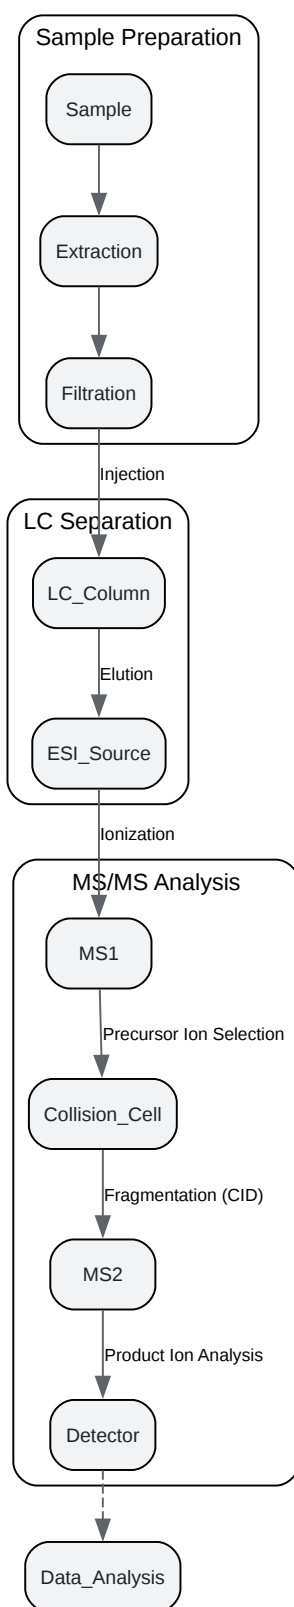 Sample Preparation
Sample
Extraction
Filtration
Injection
LC Separation
LC_Column
Elution
ESI_Source
Ionization
MS/MS Analysis
MS1
Precursor Ion Selection
Collision_Cell
Fragmentation (CID)
MS2
Product Ion Analysis
Detector
Data_Analysis